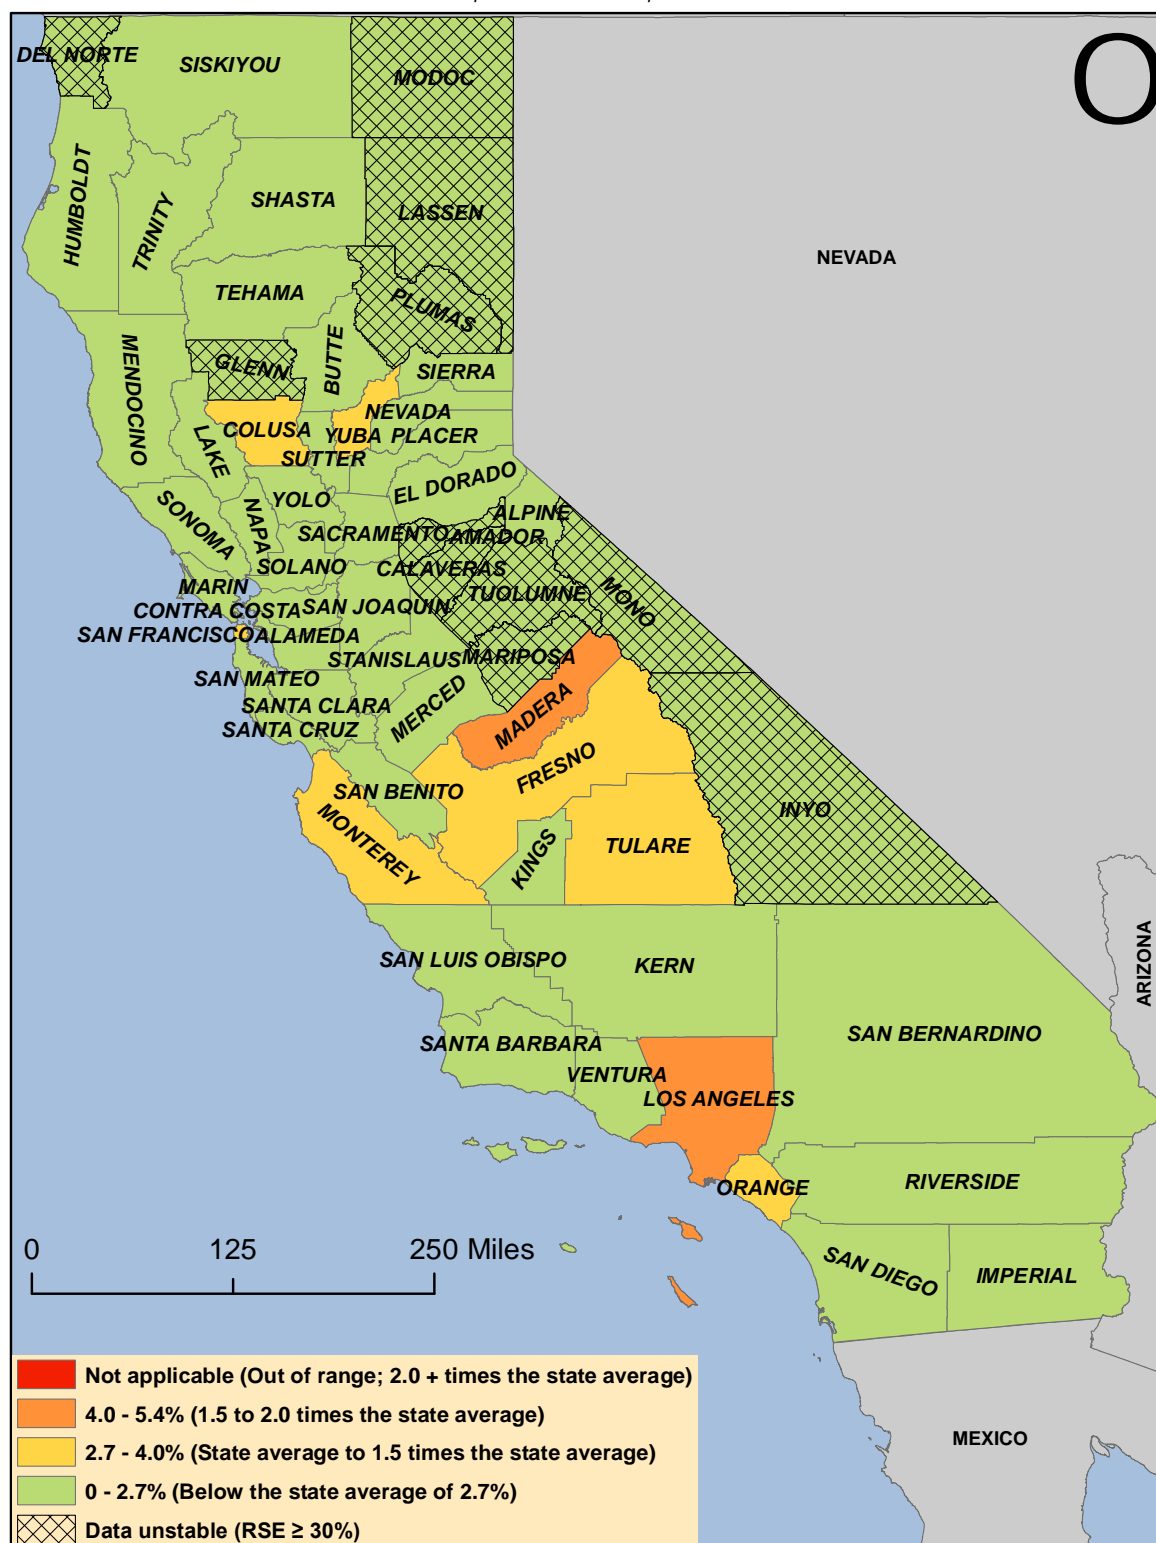 O
DEL NORTE
SISKIYOU
MODOC
HUMBOLDT
TRINITY
SHASTA
LASSEN
NEVADA
TEHAMA
PLUMAS
MENDOCINO
GLENN
BUTTE
SIERRA
NEVADA
COLUSA
YUBA
PLACER
LAKE
SUTTER
EL DORADO
YOLO
SONOMA
NAPA
ALPINE
SACRAMENTO
AMADOR
SOLANO
CALAVERAS
MARIN
TUOLUMNE
MONO
CONTRA COSTA
SAN JOAQUIN
SAN FRANCISCO
ALAMEDA
STANISLAUS
MARIPOSA
SAN MATEO
SANTA CLARA
MERCED
MADERA
SANTA CRUZ
FRESNO
SAN BENITO
INYO
MONTEREY
KINGS
TULARE
ARIZONA
SAN LUIS OBISPO
KERN
SAN BERNARDINO
SANTA BARBARA
VENTURA
LOS ANGELES
ORANGE
RIVERSIDE
0 125 250 Miles
SAN DIEGO
IMPERIAL
Not applicable (Out of range; 2.0 + times the state average)
4.0 - 5.4% (1.5 to 2.0 times the state average)
2.7 - 4.0% (State average to 1.5 times the state average)
MEXICO
0 - 2.7% (Below the state average of 2.7%)
Data unstable (RSE ≥ 30%)